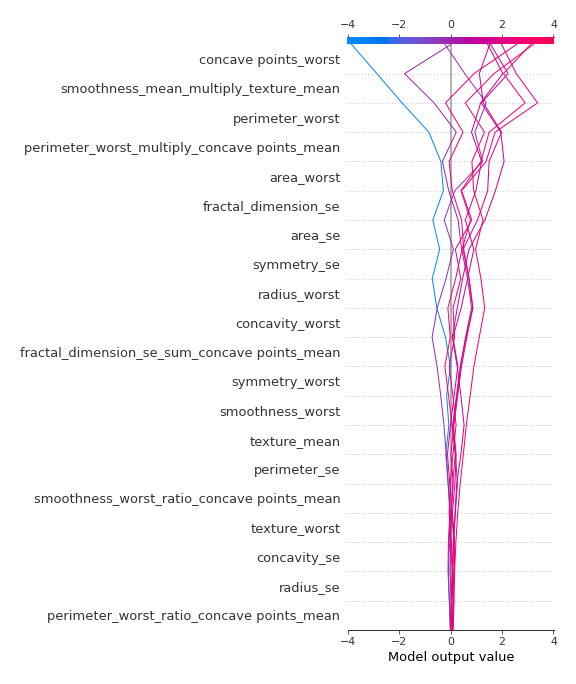 −4 −2 0 2 4
concave points_worst
smoothness_mean_multiply_texture_mean
perimeter_worst
perimeter_worst_multiply_concave points_mean
area_worst
fractal_dimension_se
area_se
symmetry_se
radius_worst
concavity_worst
fractal_dimension_se_sum_concave points_mean
symmetry_worst
smoothness_worst
texture_mean
perimeter_se
smoothness_worst_ratio_concave points_mean
texture_worst
concavity_se
radius_se
perimeter_worst_ratio_concave points_mean
−4 −2 0 2 4
Model output value